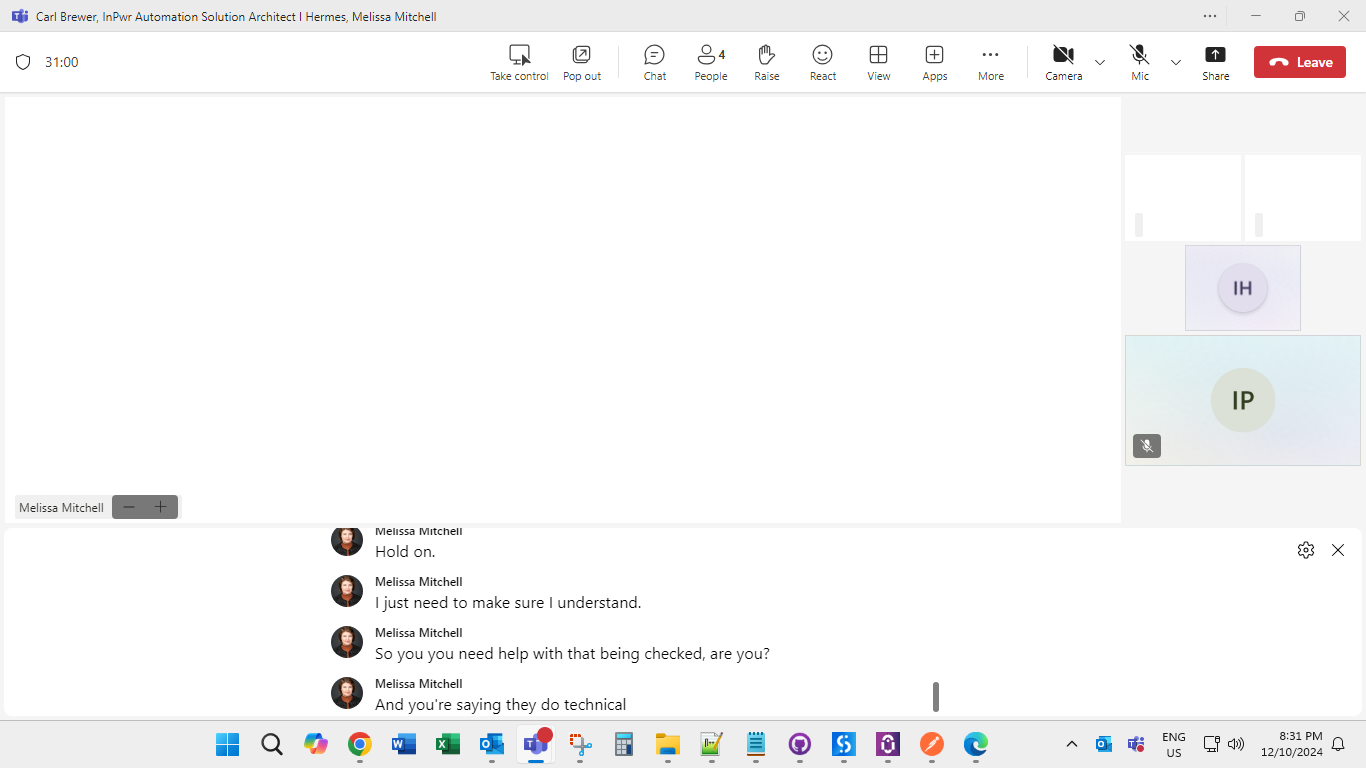 Carl Brewer, InPwr Automation Solution Architect I Hermes, Melissa Mitchell
31:00
Take control
Pop out
Chat
4
People
Raise
React
View
Apps
More
Camera
Mic
Share
Leave
IH
IP
Melissa Mitchell
Melissa Mitchell
Hold on.
Melissa Mitchell
I just need to make sure I understand.
Melissa Mitchell
So you you need help with that being checked, are you?
Melissa Mitchell
And you're saying they do technical
ENG
US
8:31 PM
12/10/2024